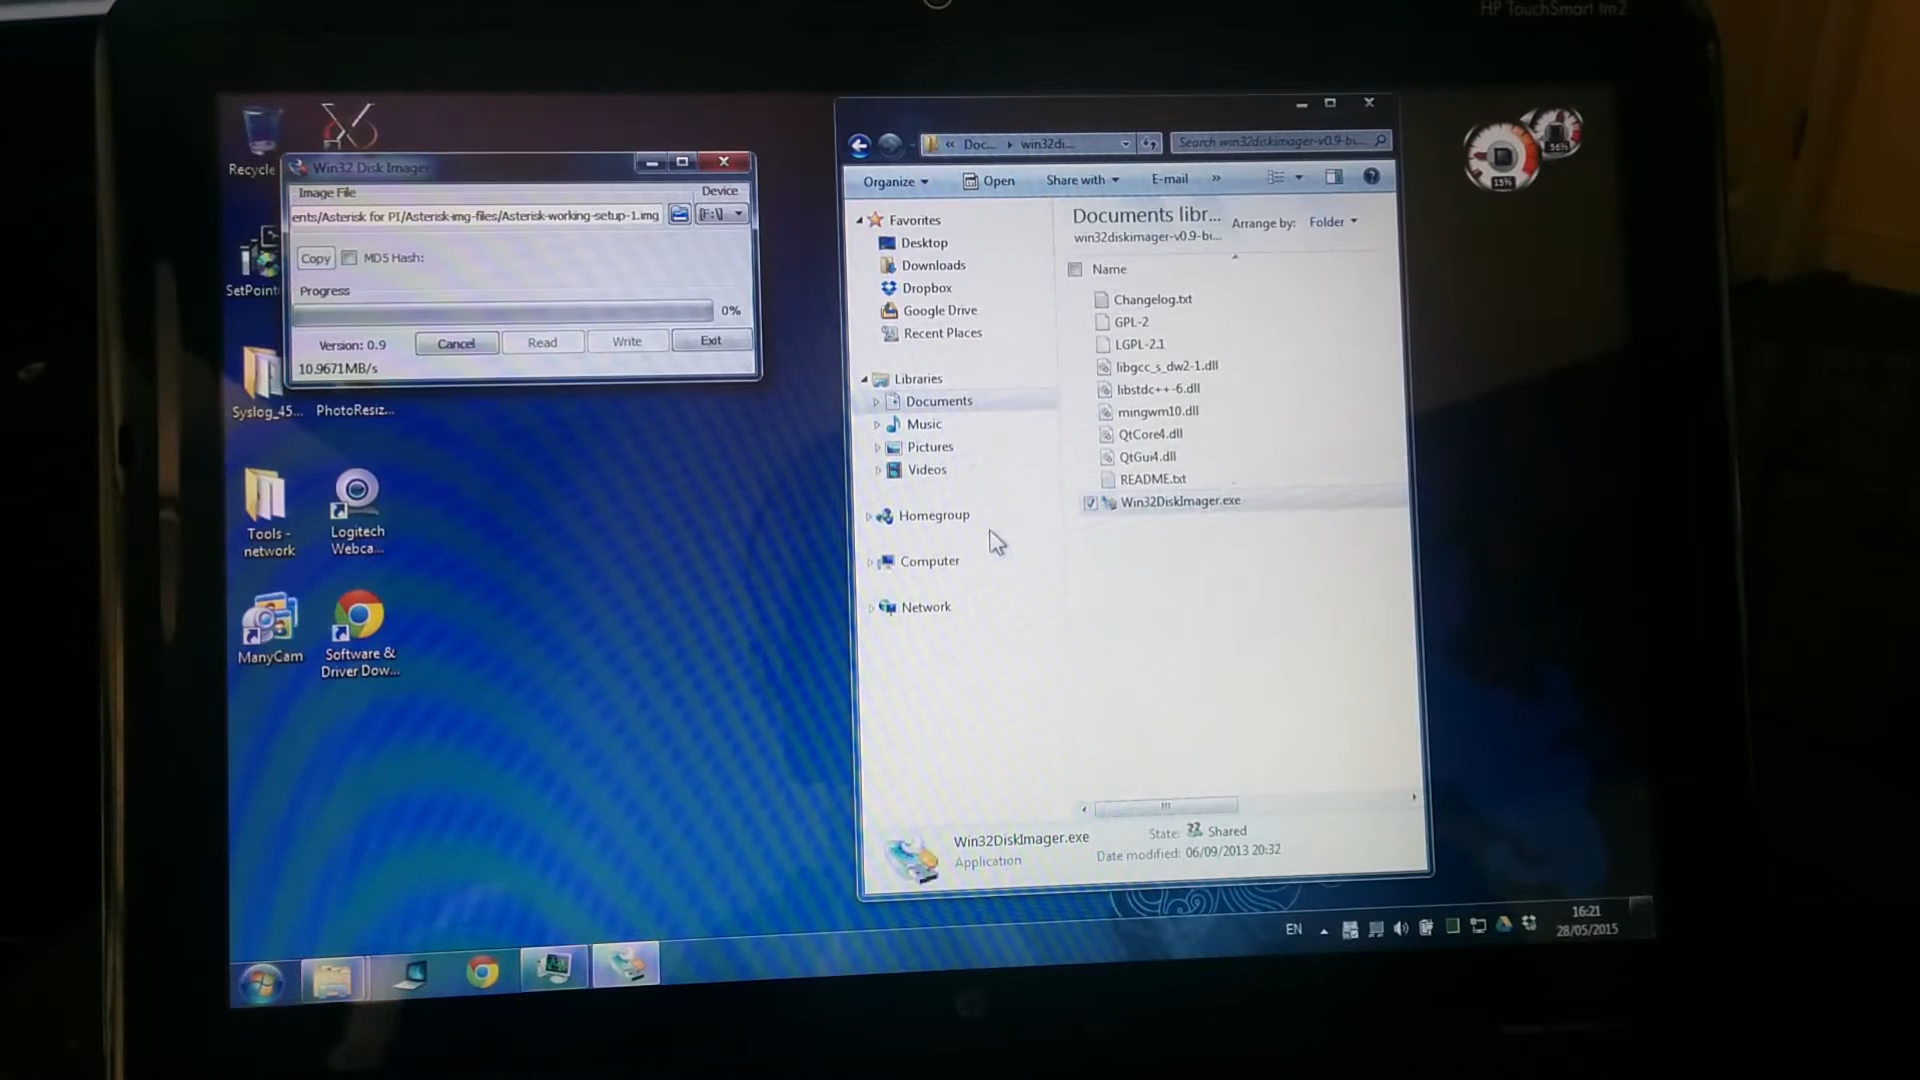 HP TouchSmart tm2
Recycle
SetPoint
Syslog_45...
PhotoResiz...
Tools -
network
Logitech
Webca...
ManyCam
Software &
Driver Dow...
Win32 Disk Imager
Image File
Device
ents/Asterisk for PI/Asterisk-img-files/Asterisk-working-setup-1.img
[F:\]
Copy
MD5 Hash:
Progress
0%
Version: 0.9
Cancel
Read
Write
Exit
10.9671MB/s
« Doc... win32di...
Search win32diskimager-v0.9-bi...
Organize
Open
Share with
E-mail
»
Favorites
Desktop
Downloads
Dropbox
Google Drive
Recent Places
Libraries
Documents
Music
Pictures
Videos
Homegroup
Computer
Network
Documents libr...
win32diskimager-v0.9-bi...
Arrange by:
Folder
Name
Changelog.txt
GPL-2
LGPL-2.1
libgcc_s_dw2-1.dll
libstdc++-6.dll
mingwm10.dll
QtCore4.dll
QtGui4.dll
README.txt
Win32DiskImager.exe
Win32DiskImager.exe
Application
State: Shared
Date modified: 06/09/2013 20:32
15%
56%
EN
16:21
28/05/2015